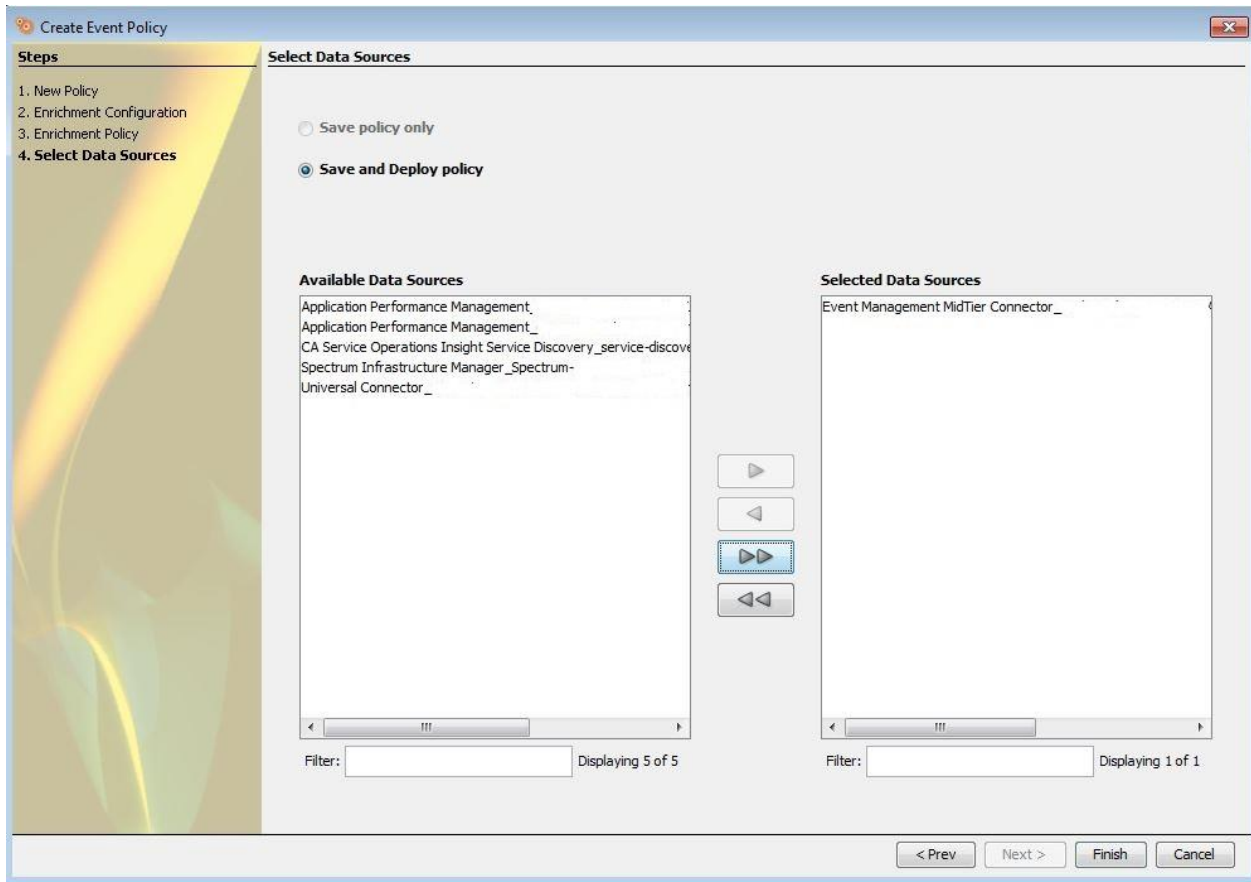 Create Event Policy
Steps
1. New Policy
2. Enrichment Configuration
3. Enrichment Policy
4. Select Data Sources
Select Data Sources
Save policy only
Save and Deploy policy
Available Data Sources
Application Performance Management_
Application Performance Management_
CA Service Operations Insight Service Discovery_service-discove
Spectrum Infrastructure Manager_Spectrum-
Universal Connector_
Filter:
Displaying 5 of 5
Selected Data Sources
Event Management MidTier Connector_
Filter:
Displaying 1 of 1
< Prev
Next >
Finish
Cancel